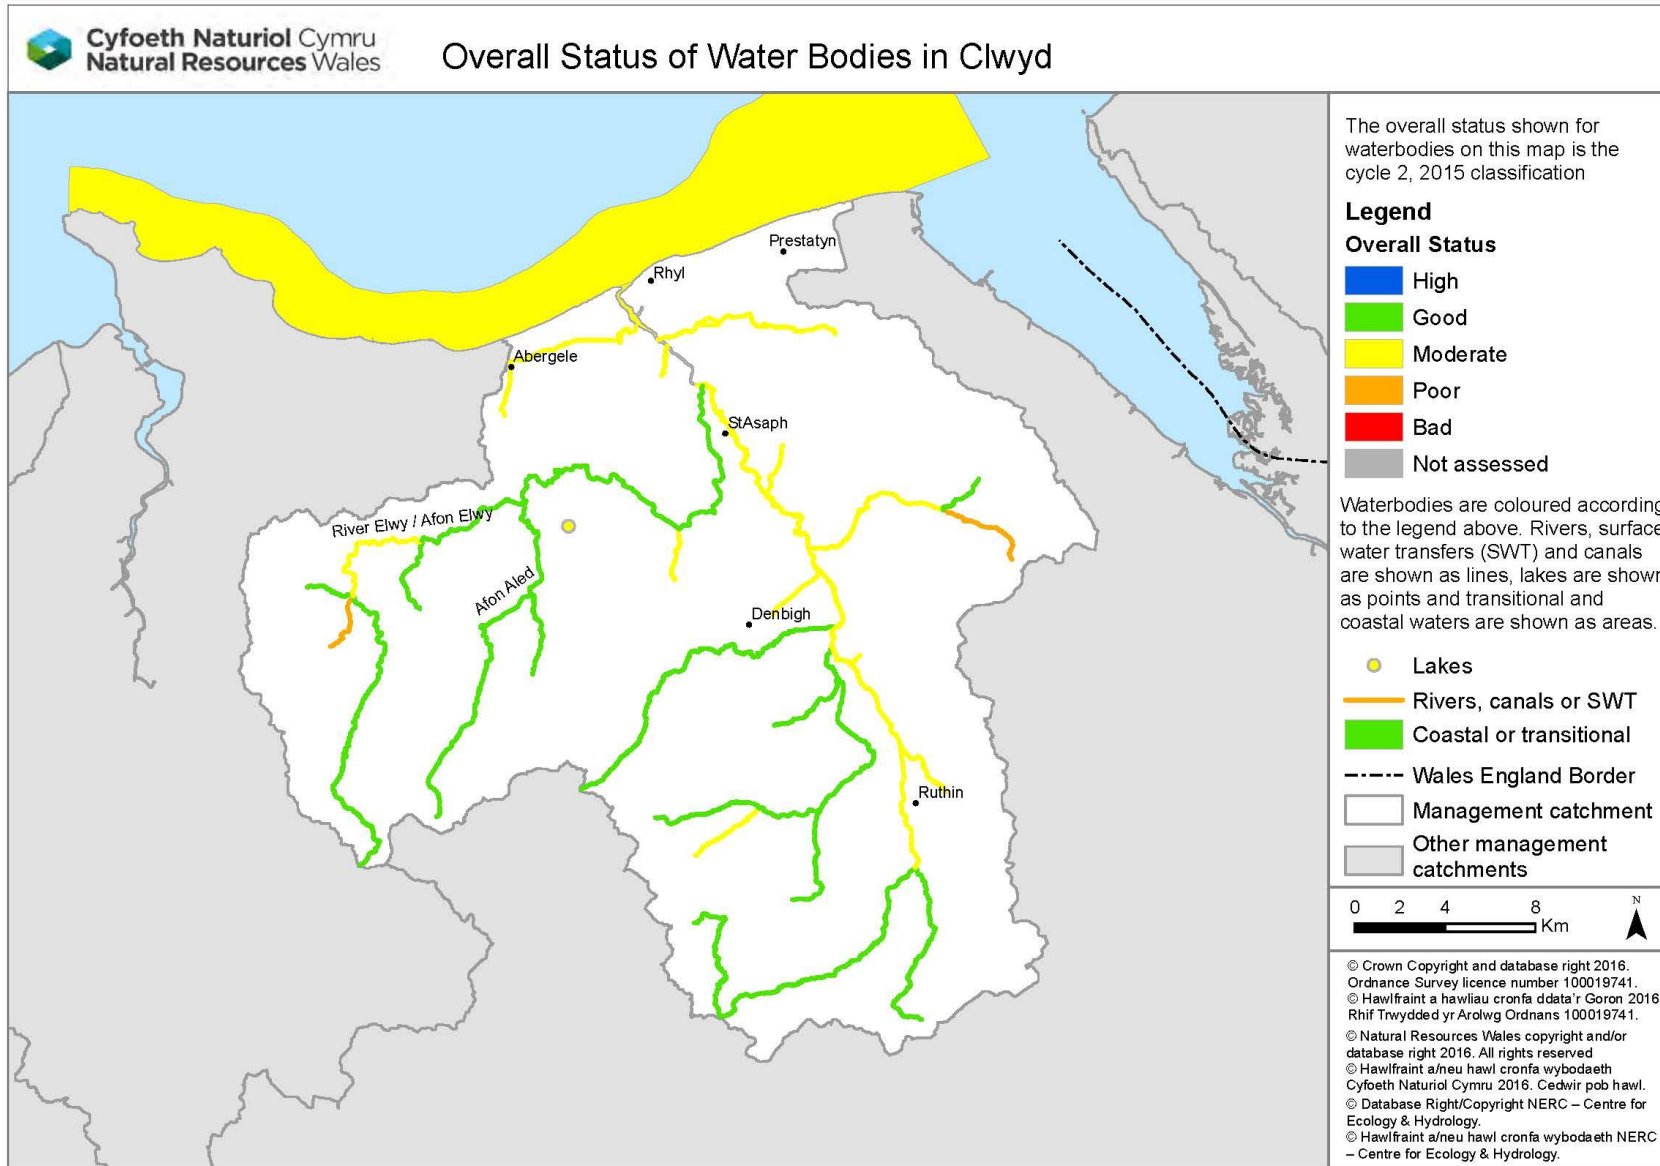 Cyfoeth Naturiol Cymru
Natural Resources Wales
Overall Status of Water Bodies in Clwyd
Prestatyn
Rhyl
Abergele
StAsaph
River Elwy / Afon Elwy
Afon Aled
Denbigh
Ruthin
The overall status shown for
waterbodies on this map is the
cycle 2, 2015 classification
Legend
Overall Status
High
Good
Moderate
Poor
Bad
Not assessed
Waterbodies are coloured according
to the legend above. Rivers, surface
water transfers (SWT) and canals
are shown as lines, lakes are shown
as points and transitional and
coastal waters are shown as areas.
Lakes
Rivers, canals or SWT
Coastal or transitional
Wales England Border
Management catchment
Other management
catchments
0 2 4 8
Km
N
© Crown Copyright and database right 2016.
Ordnance Survey licence number 100019741.
© Hawlfraint a hawliau cronfa ddata'r Goron 2016
Rhif Trwydded yr Arolwg Ordnans 100019741.
© Natural Resources Wales copyright and/or
database right 2016. All rights reserved
© Hawlfraint a/neu hawl cronfa wybodaeth
Cyfoeth Naturiol Cymru 2016. Cedwir pob hawl.
© Database Right/Copyright NERC – Centre for
Ecology & Hydrology.
© Hawlfraint a/neu hawl cronfa wybodaeth NERC
– Centre for Ecology & Hydrology.